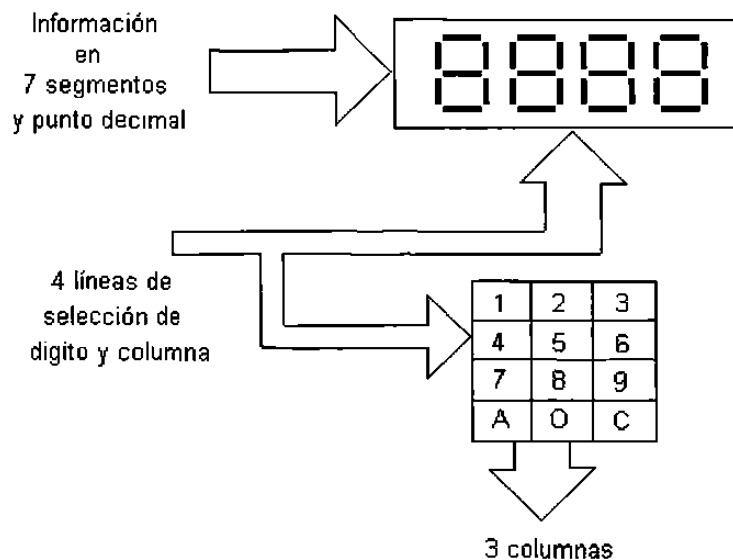 Información
en
7 segmentos
y punto decimal
8888
4 líneas de
selección de
digito y columna
1 2 3
4 5 6
7 8 9
A 0 C
3 columnas